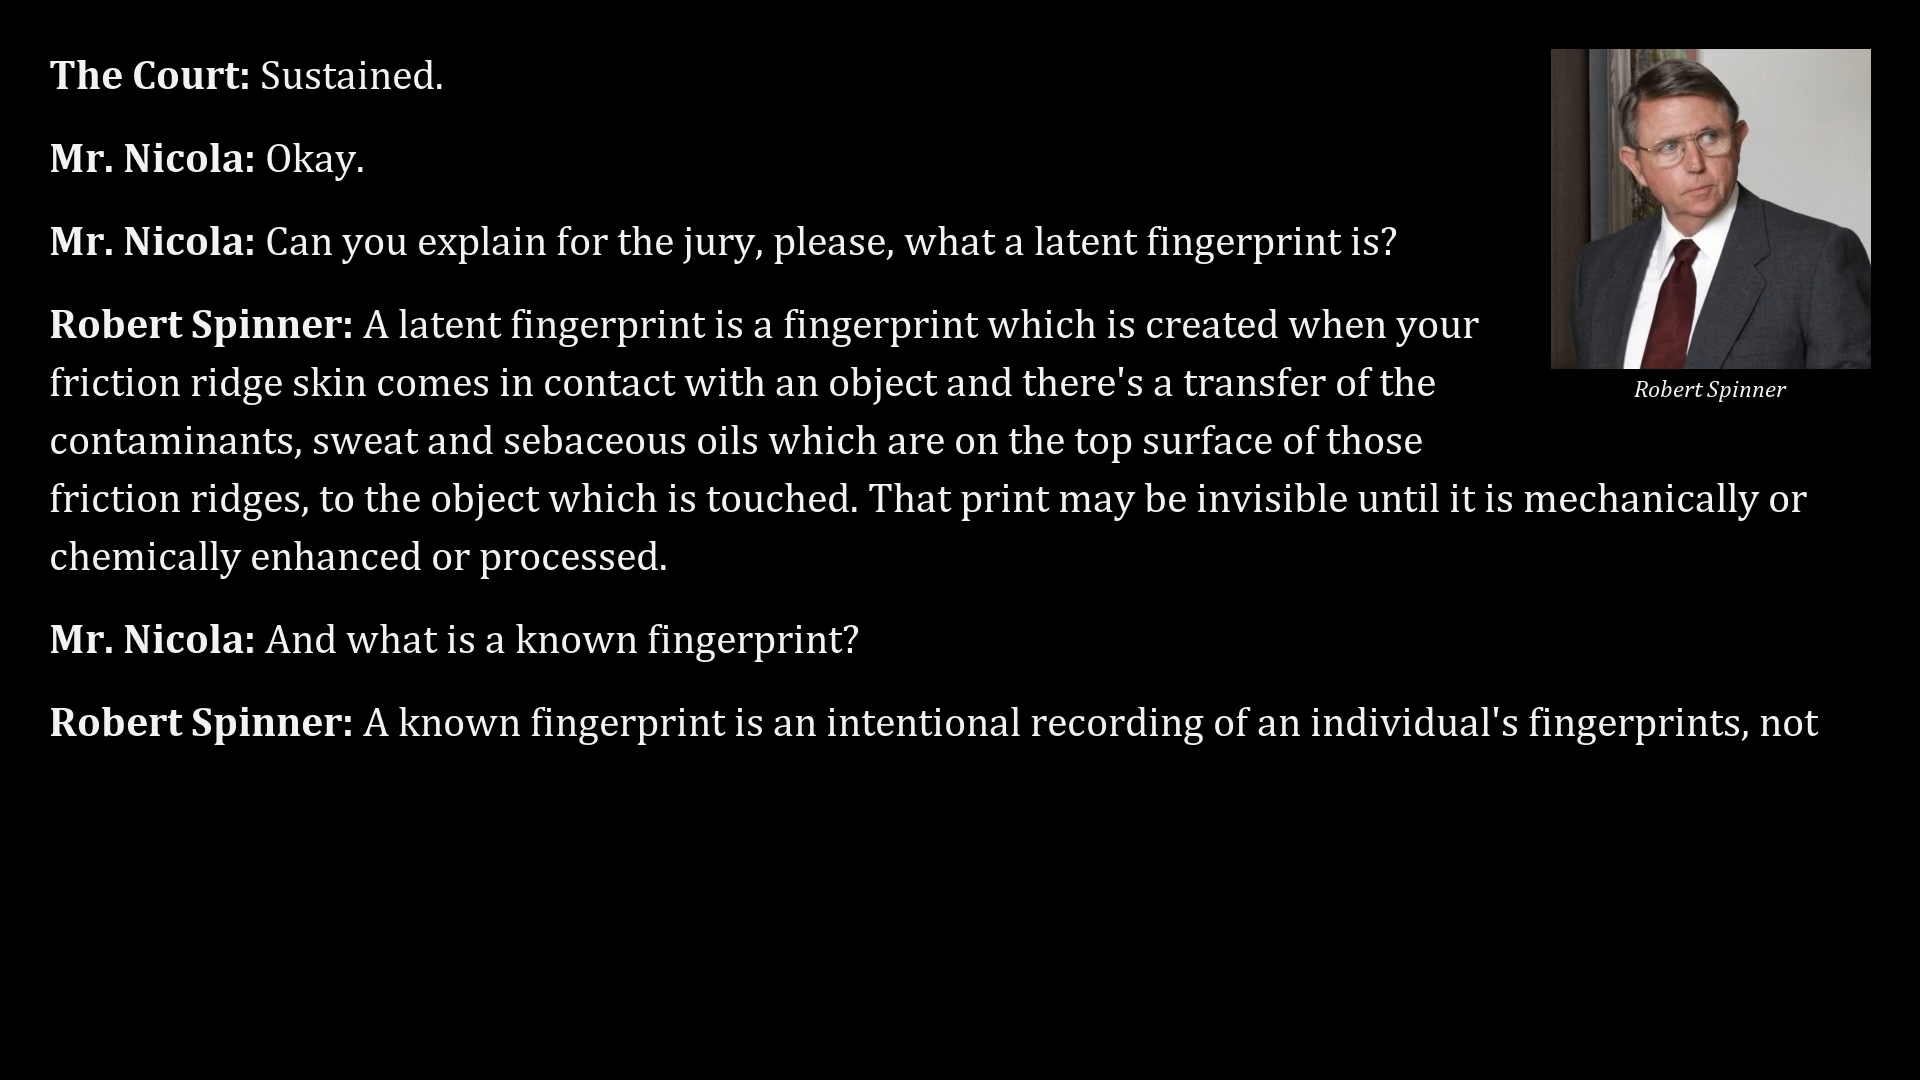 The Court: Sustained.
Mr. Nicola: Okay.
Mr. Nicola: Can you explain for the jury, please, what a latent fingerprint is?
Robert Spinner: A latent fingerprint is a fingerprint which is created when your
friction ridge skin comes in contact with an object and there's a transfer of the
contaminants, sweat and sebaceous oils which are on the top surface of those
friction ridges, to the object which is touched. That print may be invisible until it is mechanically or
chemically enhanced or processed.
Mr. Nicola: And what is a known fingerprint?
Robert Spinner: A known fingerprint is an intentional recording of an individual's fingerprints, not
Robert Spinner